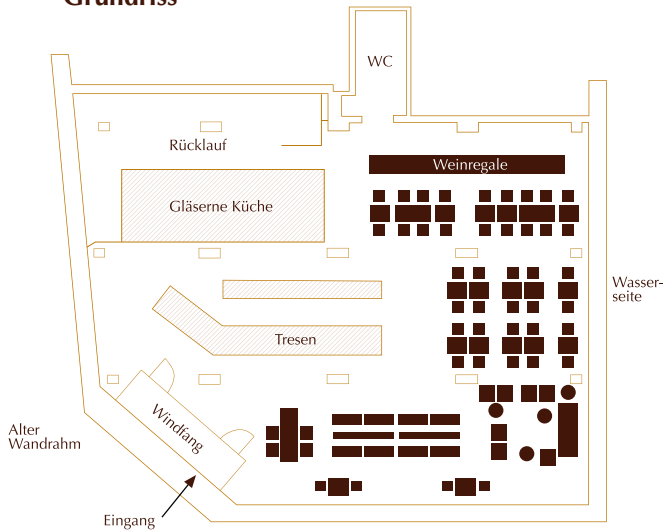 Grundriss
WC
Rücklauf
Weinregale
Gläserne Küche
Wasser-
seite
Tresen
Windfang
Alter
Wandrahm
Eingang